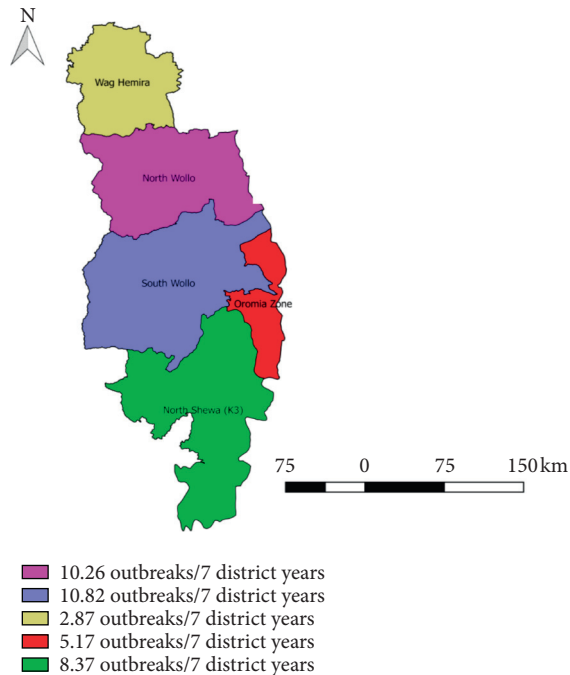 N
Wag Hemira
North Wollo
South Wollo
Oromia Zone
North Shewa (K3)
75 0 75 150 km
10.26 outbreaks/7 district years
10.82 outbreaks/7 district years
2.87 outbreaks/7 district years
5.17 outbreaks/7 district years
8.37 outbreaks/7 district years